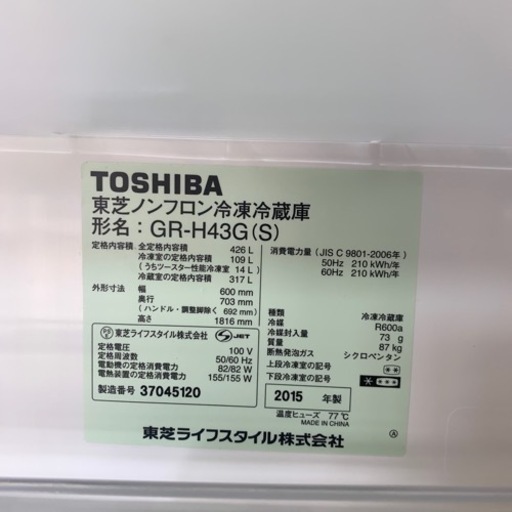 TOSHIBA
東芝ノンフロン冷凍冷蔵庫
形名：GR-H43G(S)
定格内容積 全定格内容積 426 L
冷凍室の定格内容積 109 L
(うちツースター性能冷凍室 14 L)
冷蔵室の定格内容積 317 L
外形寸法 幅 600 mm
奥行 703 mm
(ハンドル・調整脚除く 692 mm)
高さ 1816 mm
東芝ライフスタイル株式会社
JET
定格電圧 100 V
定格周波数 50/60 Hz
電動機の定格消費電力 82/82 W
電熱装置の定格消費電力 155/155 W
製造番号 37045120
消費電力量 (JIS C 9801-2006年)
50Hz 210 kWh/年
60Hz 210 kWh/年
種類 冷凍冷蔵庫
冷媒 R600a
冷媒封入量 73 g
質量 87 kg
断熱発泡ガス シクロペンタン
上段冷凍室の記号
下段冷凍室の記号
2015 年製
温度ヒューズ 77℃
MADE IN CHINA
東芝ライフスタイル株式会社